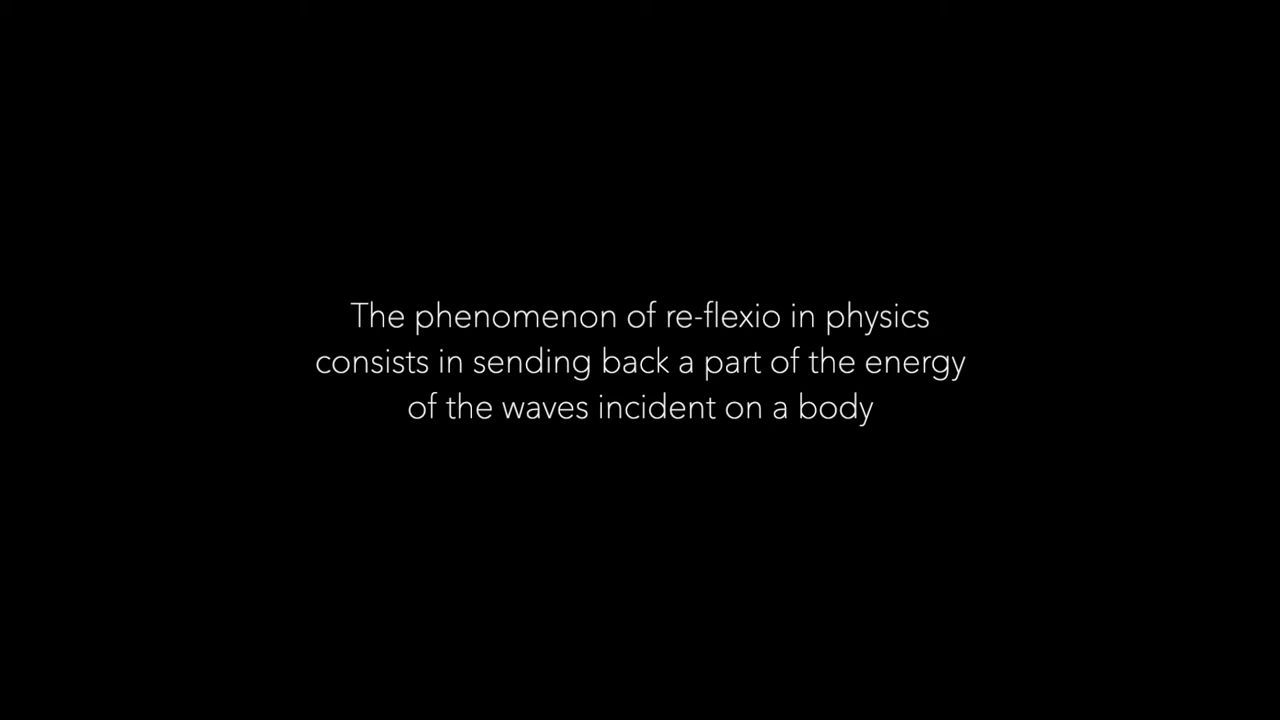 The phenomenon of re-flexio in physics
consists in sending back a part of the energy
of the waves incident on a body